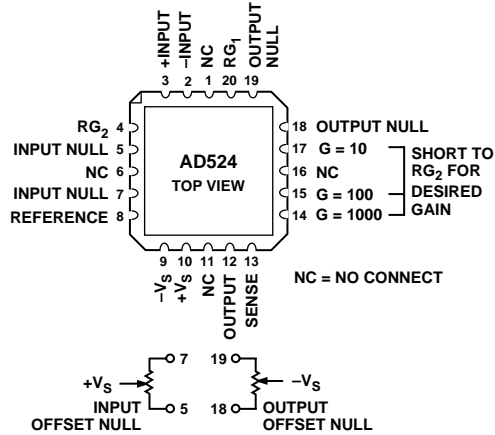 +INPUT
–INPUT
NC
RG1
OUTPUT
NULL
3 2 1 20 19
RG2 4
INPUT NULL 5
NC 6
INPUT NULL 7
REFERENCE 8
AD524
TOP VIEW
18 OUTPUT NULL
17 G = 10
16 NC
15 G = 100
14 G = 1000
SHORT TO
RG2 FOR
DESIRED
GAIN
9 10 11 12 13
–VS
+VS
NC
OUTPUT
SENSE
NC = NO CONNECT
7
+VS
5
INPUT
OFFSET NULL
19
–VS
18
OUTPUT
OFFSET NULL